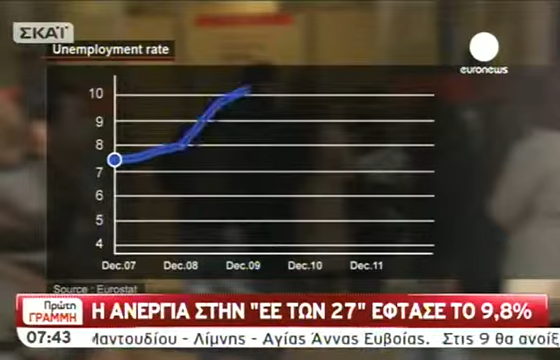 ΣΚΑΪ
Unemployment rate
euronews
10
9
8
7
6
5
4
Dec.07 Dec.08 Dec.09 Dec.10 Dec.11
Source : Eurostat
Πρώτη
ΓΡΑΜΜΗ
Η ΑΝΕΡΓΙΑ ΣΤΗΝ "ΕΕ ΤΩΝ 27" ΕΦΤΑΣΕ ΤΟ 9,8%
07:43 Μαντουδίου - Λίμνης - Αγίας Άννας Ευβοίας. Στις 9 θα ανοίξ